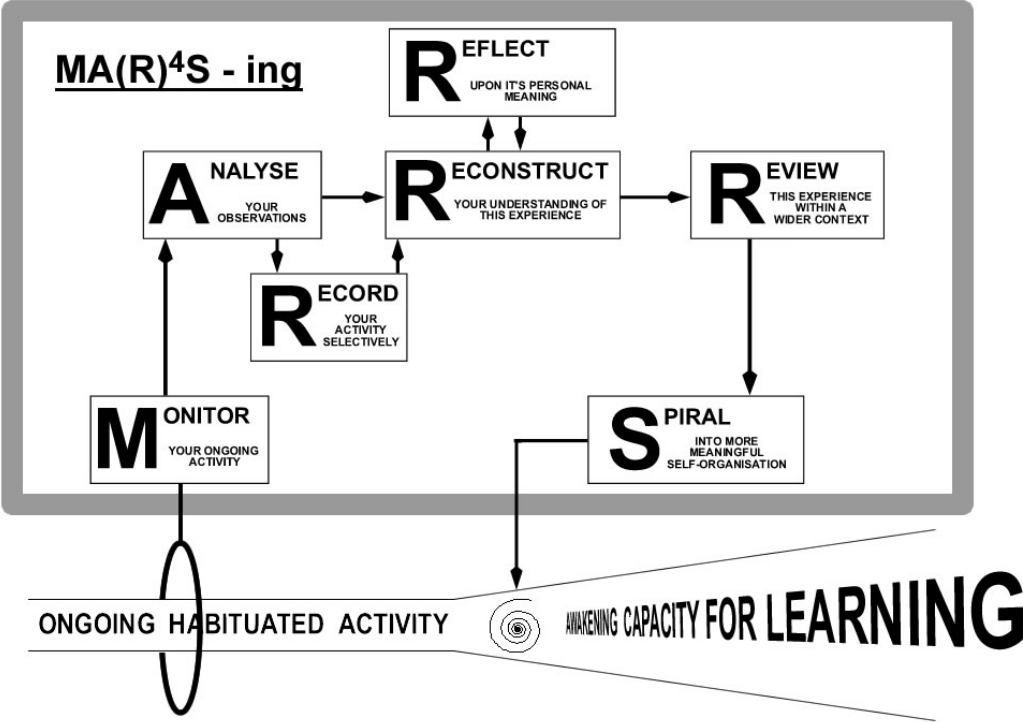 MA(R)⁴S - ing
REFLECT
UPON IT'S PERSONAL
MEANING
ANALYSE
YOUR
OBSERVATIONS
RECONSTRUCT
YOUR UNDERSTANDING OF
THIS EXPERIENCE
REVIEW
THIS EXPERIENCE
WITHIN A
WIDER CONTEXT
RECORD
YOUR
ACTIVITY
SELECTIVELY
MONITOR
YOUR ONGOING
ACTIVITY
SPIRAL
INTO MORE
MEANINGFUL
SELF-ORGANISATION
ONGOING HABITUATED ACTIVITY
AWAKENING CAPACITY FOR LEARNING